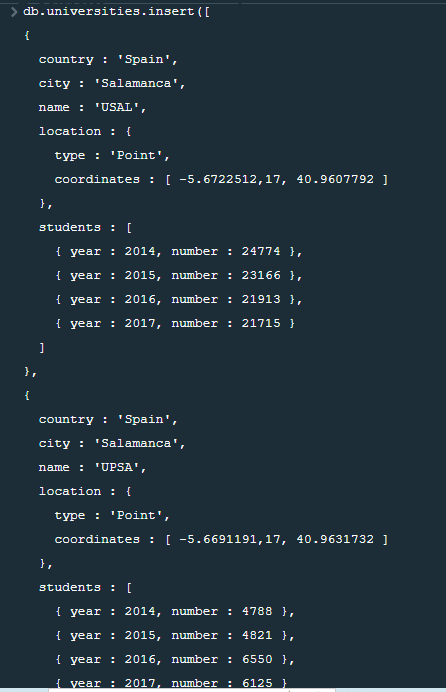 > db.universities.insert([
{
country : 'Spain',
city : 'Salamanca',
name : 'USAL',
location : {
type : 'Point',
coordinates : [ -5.6722512,17, 40.9607792 ]
},
students : [
{ year : 2014, number : 24774 },
{ year : 2015, number : 23166 },
{ year : 2016, number : 21913 },
{ year : 2017, number : 21715 }
]
},
{
country : 'Spain',
city : 'Salamanca',
name : 'UPSA',
location : {
type : 'Point',
coordinates : [ -5.6691191,17, 40.9631732 ]
},
students : [
{ year : 2014, number : 4788 },
{ year : 2015, number : 4821 },
{ year : 2016, number : 6550 },
{ year : 2017, number : 6125 }